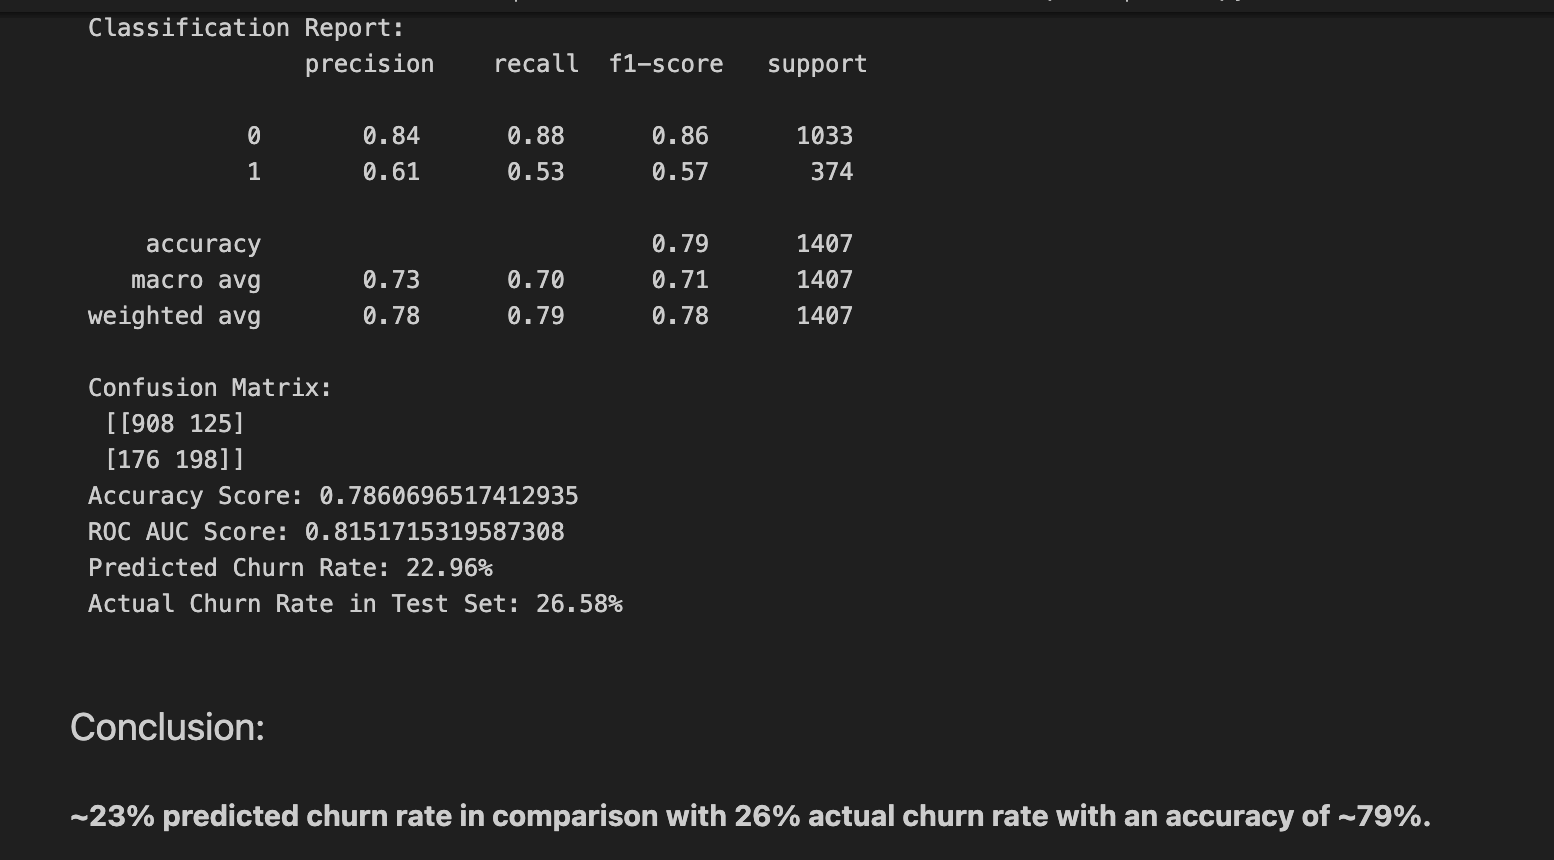 Classification Report:
precision recall f1-score support
0 0.84 0.88 0.86 1033
1 0.61 0.53 0.57 374
accuracy 0.79 1407
macro avg 0.73 0.70 0.71 1407
weighted avg 0.78 0.79 0.78 1407
Confusion Matrix:
[[908 125]
[176 198]]
Accuracy Score: 0.7860696517412935
ROC AUC Score: 0.8151715319587308
Predicted Churn Rate: 22.96%
Actual Churn Rate in Test Set: 26.58%
Conclusion:
~23% predicted churn rate in comparison with 26% actual churn rate with an accuracy of ~79%.